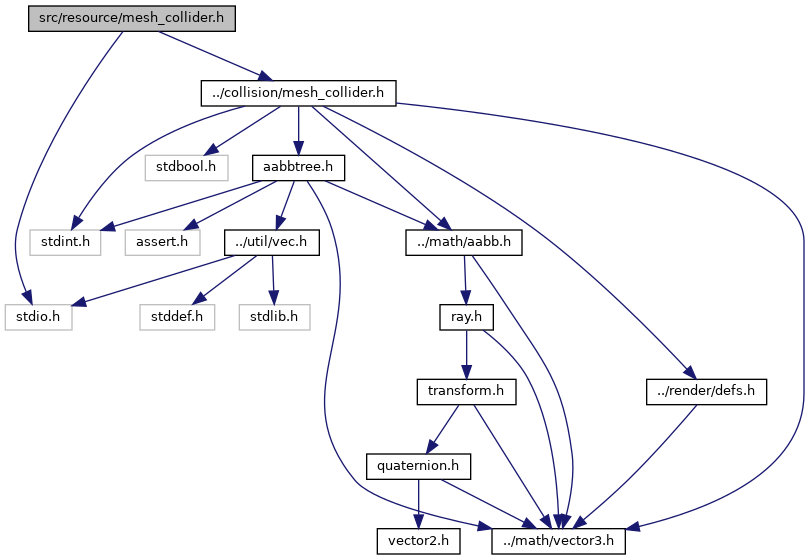 src/resource/mesh_collider.h
../collision/mesh_collider.h
stdbool.h
aabbtree.h
stdint.h
assert.h
../util/vec.h
../math/aabb.h
stdio.h
stddef.h
stdlib.h
ray.h
transform.h
../render/defs.h
quaternion.h
vector2.h
../math/vector3.h